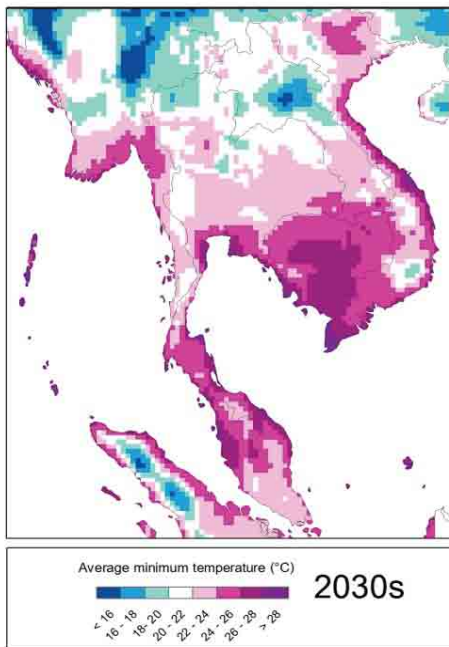 Average minimum temperature (°C)
2030s
< 16
16 - 18
18- 20
20 - 22
22 - 24
24 - 26
26 - 28
> 28